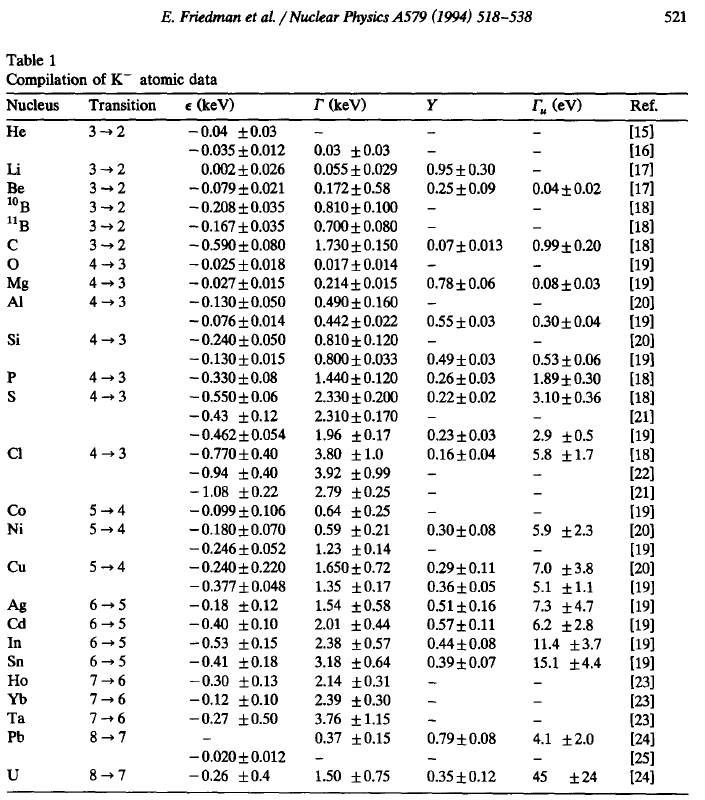 E. Friedman et al. / Nuclear Physics A579 (1994) 518–538 521
Table 1
Compilation of K⁻ atomic data
Nucleus Transition ϵ (keV) Γ (keV) Y Γᵤ (eV) Ref.
He 3→2 −0.04 ±0.03 – – – [15]
−0.035±0.012 0.03 ±0.03 – – [16]
Li 3→2 0.002±0.026 0.055±0.029 0.95±0.30 – [17]
Be 3→2 −0.079±0.021 0.172±0.58 0.25±0.09 0.04±0.02 [17]
¹⁰B 3→2 −0.208±0.035 0.810±0.100 – – [18]
¹¹B 3→2 −0.167±0.035 0.700±0.080 – – [18]
C 3→2 −0.590±0.080 1.730±0.150 0.07±0.013 0.99±0.20 [18]
O 4→3 −0.025±0.018 0.017±0.014 – – [19]
Mg 4→3 −0.027±0.015 0.214±0.015 0.78±0.06 0.08±0.03 [19]
Al 4→3 −0.130±0.050 0.490±0.160 – – [20]
−0.076±0.014 0.442±0.022 0.55±0.03 0.30±0.04 [19]
Si 4→3 −0.240±0.050 0.810±0.120 – – [20]
−0.130±0.015 0.800±0.033 0.49±0.03 0.53±0.06 [19]
P 4→3 −0.330±0.08 1.440±0.120 0.26±0.03 1.89±0.30 [18]
S 4→3 −0.550±0.06 2.330±0.200 0.22±0.02 3.10±0.36 [18]
−0.43 ±0.12 2.310±0.170 – – [21]
−0.462±0.054 1.96 ±0.17 0.23±0.03 2.9 ±0.5 [19]
Cl 4→3 −0.770±0.40 3.80 ±1.0 0.16±0.04 5.8 ±1.7 [18]
−0.94 ±0.40 3.92 ±0.99 – – [22]
−1.08 ±0.22 2.79 ±0.25 – – [21]
Co 5→4 −0.099±0.106 0.64 ±0.25 – – [19]
Ni 5→4 −0.180±0.070 0.59 ±0.21 0.30±0.08 5.9 ±2.3 [20]
−0.246±0.052 1.23 ±0.14 – – [19]
Cu 5→4 −0.240±0.220 1.650±0.72 0.29±0.11 7.0 ±3.8 [20]
−0.377±0.048 1.35 ±0.17 0.36±0.05 5.1 ±1.1 [19]
Ag 6→5 −0.18 ±0.12 1.54 ±0.58 0.51±0.16 7.3 ±4.7 [19]
Cd 6→5 −0.40 ±0.10 2.01 ±0.44 0.57±0.11 6.2 ±2.8 [19]
In 6→5 −0.53 ±0.15 2.38 ±0.57 0.44±0.08 11.4 ±3.7 [19]
Sn 6→5 −0.41 ±0.18 3.18 ±0.64 0.39±0.07 15.1 ±4.4 [19]
Ho 7→6 −0.30 ±0.13 2.14 ±0.31 – – [23]
Yb 7→6 −0.12 ±0.10 2.39 ±0.30 – – [23]
Ta 7→6 −0.27 ±0.50 3.76 ±1.15 – – [23]
Pb 8→7 – 0.37 ±0.15 0.79±0.08 4.1 ±2.0 [24]
−0.020±0.012 – – – [25]
U 8→7 −0.26 ±0.4 1.50 ±0.75 0.35±0.12 45 ±24 [24]